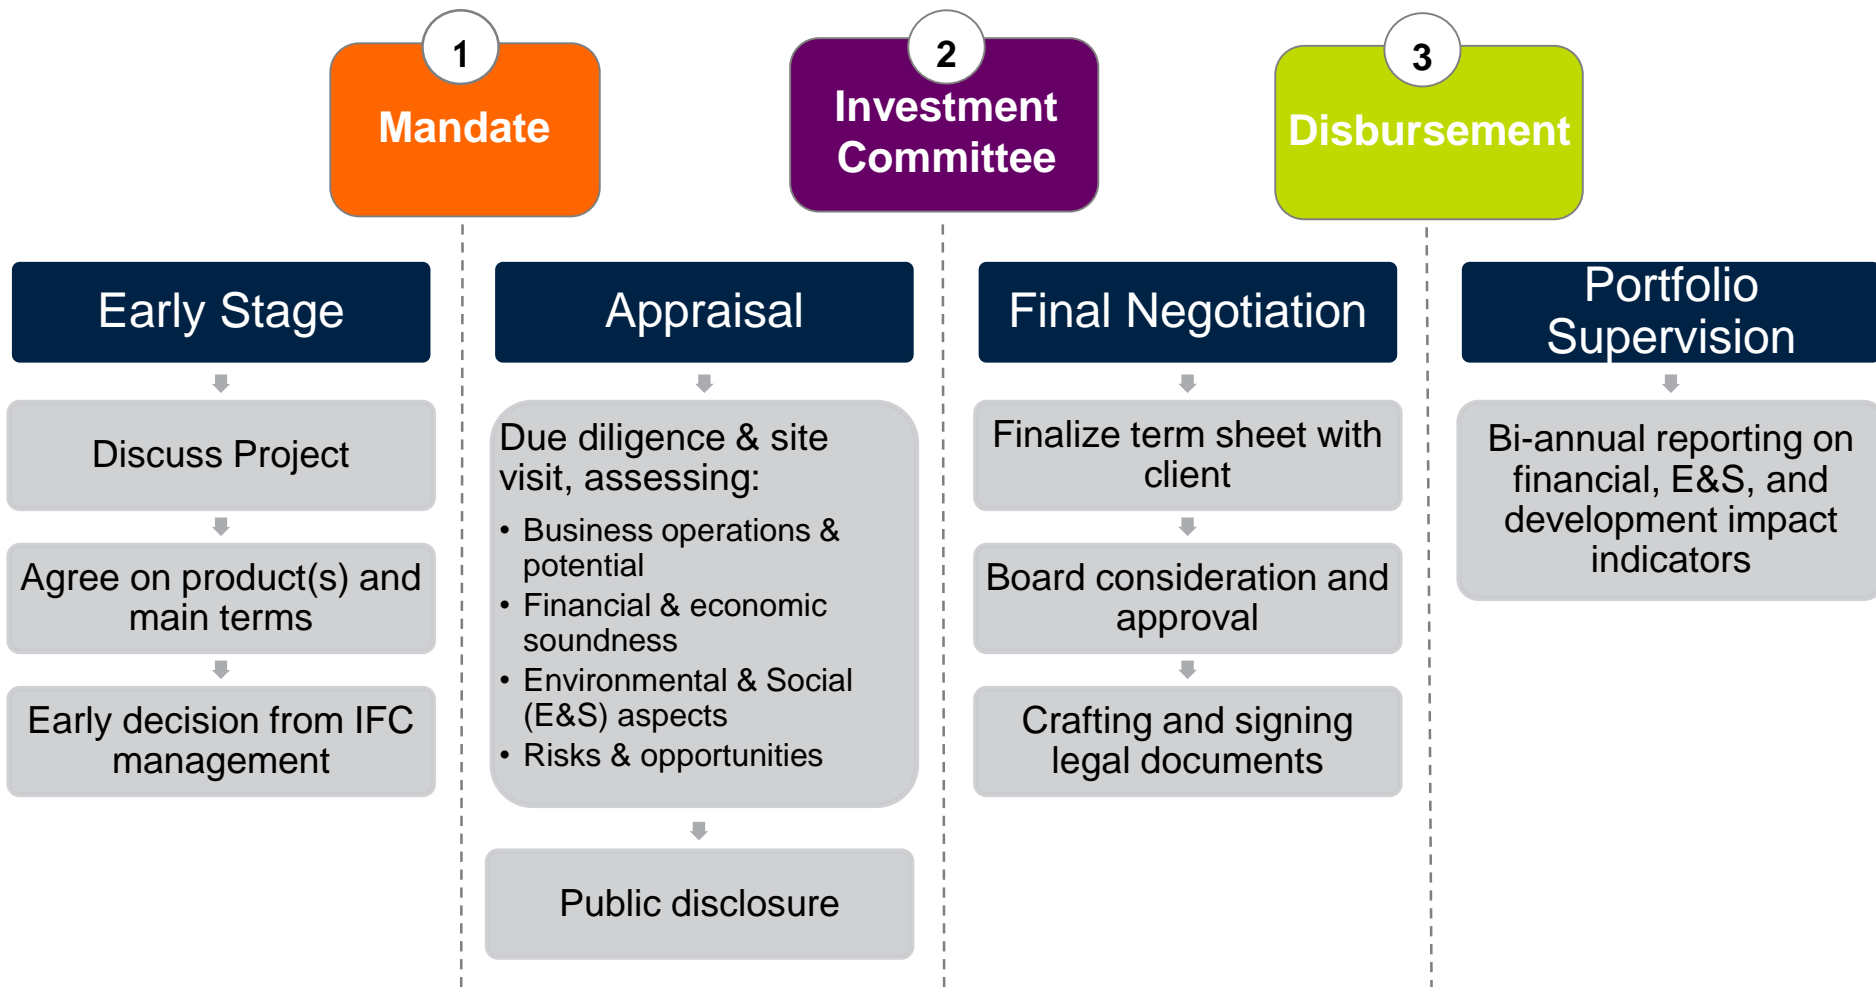 1
Mandate
2
Investment
Committee
3
Disbursement
Early Stage
Discuss Project
Agree on product(s) and
main terms
Early decision from IFC
management
Appraisal
Due diligence & site
visit, assessing:
• Business operations &
potential
• Financial & economic
soundness
• Environmental & Social
(E&S) aspects
• Risks & opportunities
Public disclosure
Final Negotiation
Finalize term sheet with
client
Board consideration and
approval
Crafting and signing
legal documents
Portfolio
Supervision
Bi-annual reporting on
financial, E&S, and
development impact
indicators